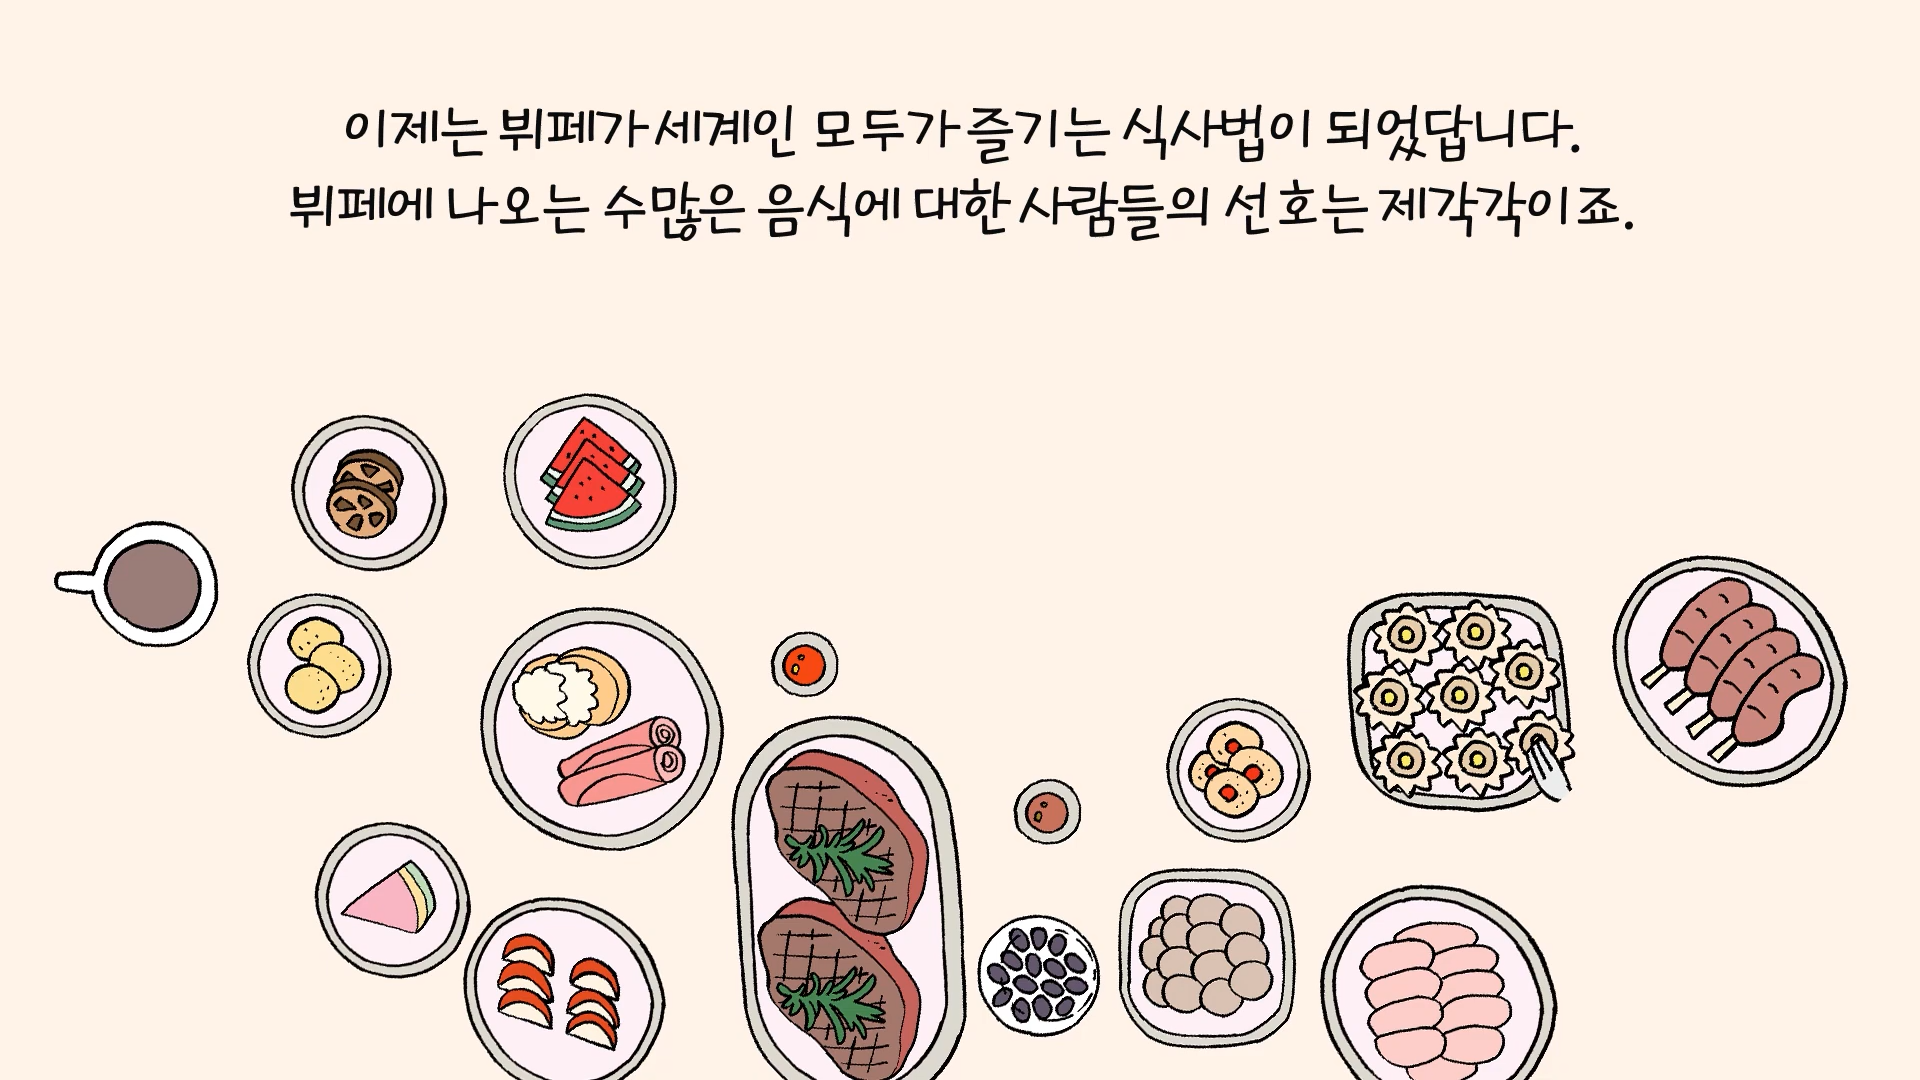 이제는 뷔페가 세계인 모두가 즐기는 식사법이 되었답니다.
뷔페에 나오는 수많은 음식에 대한 사람들의 선호는 제각각이죠.